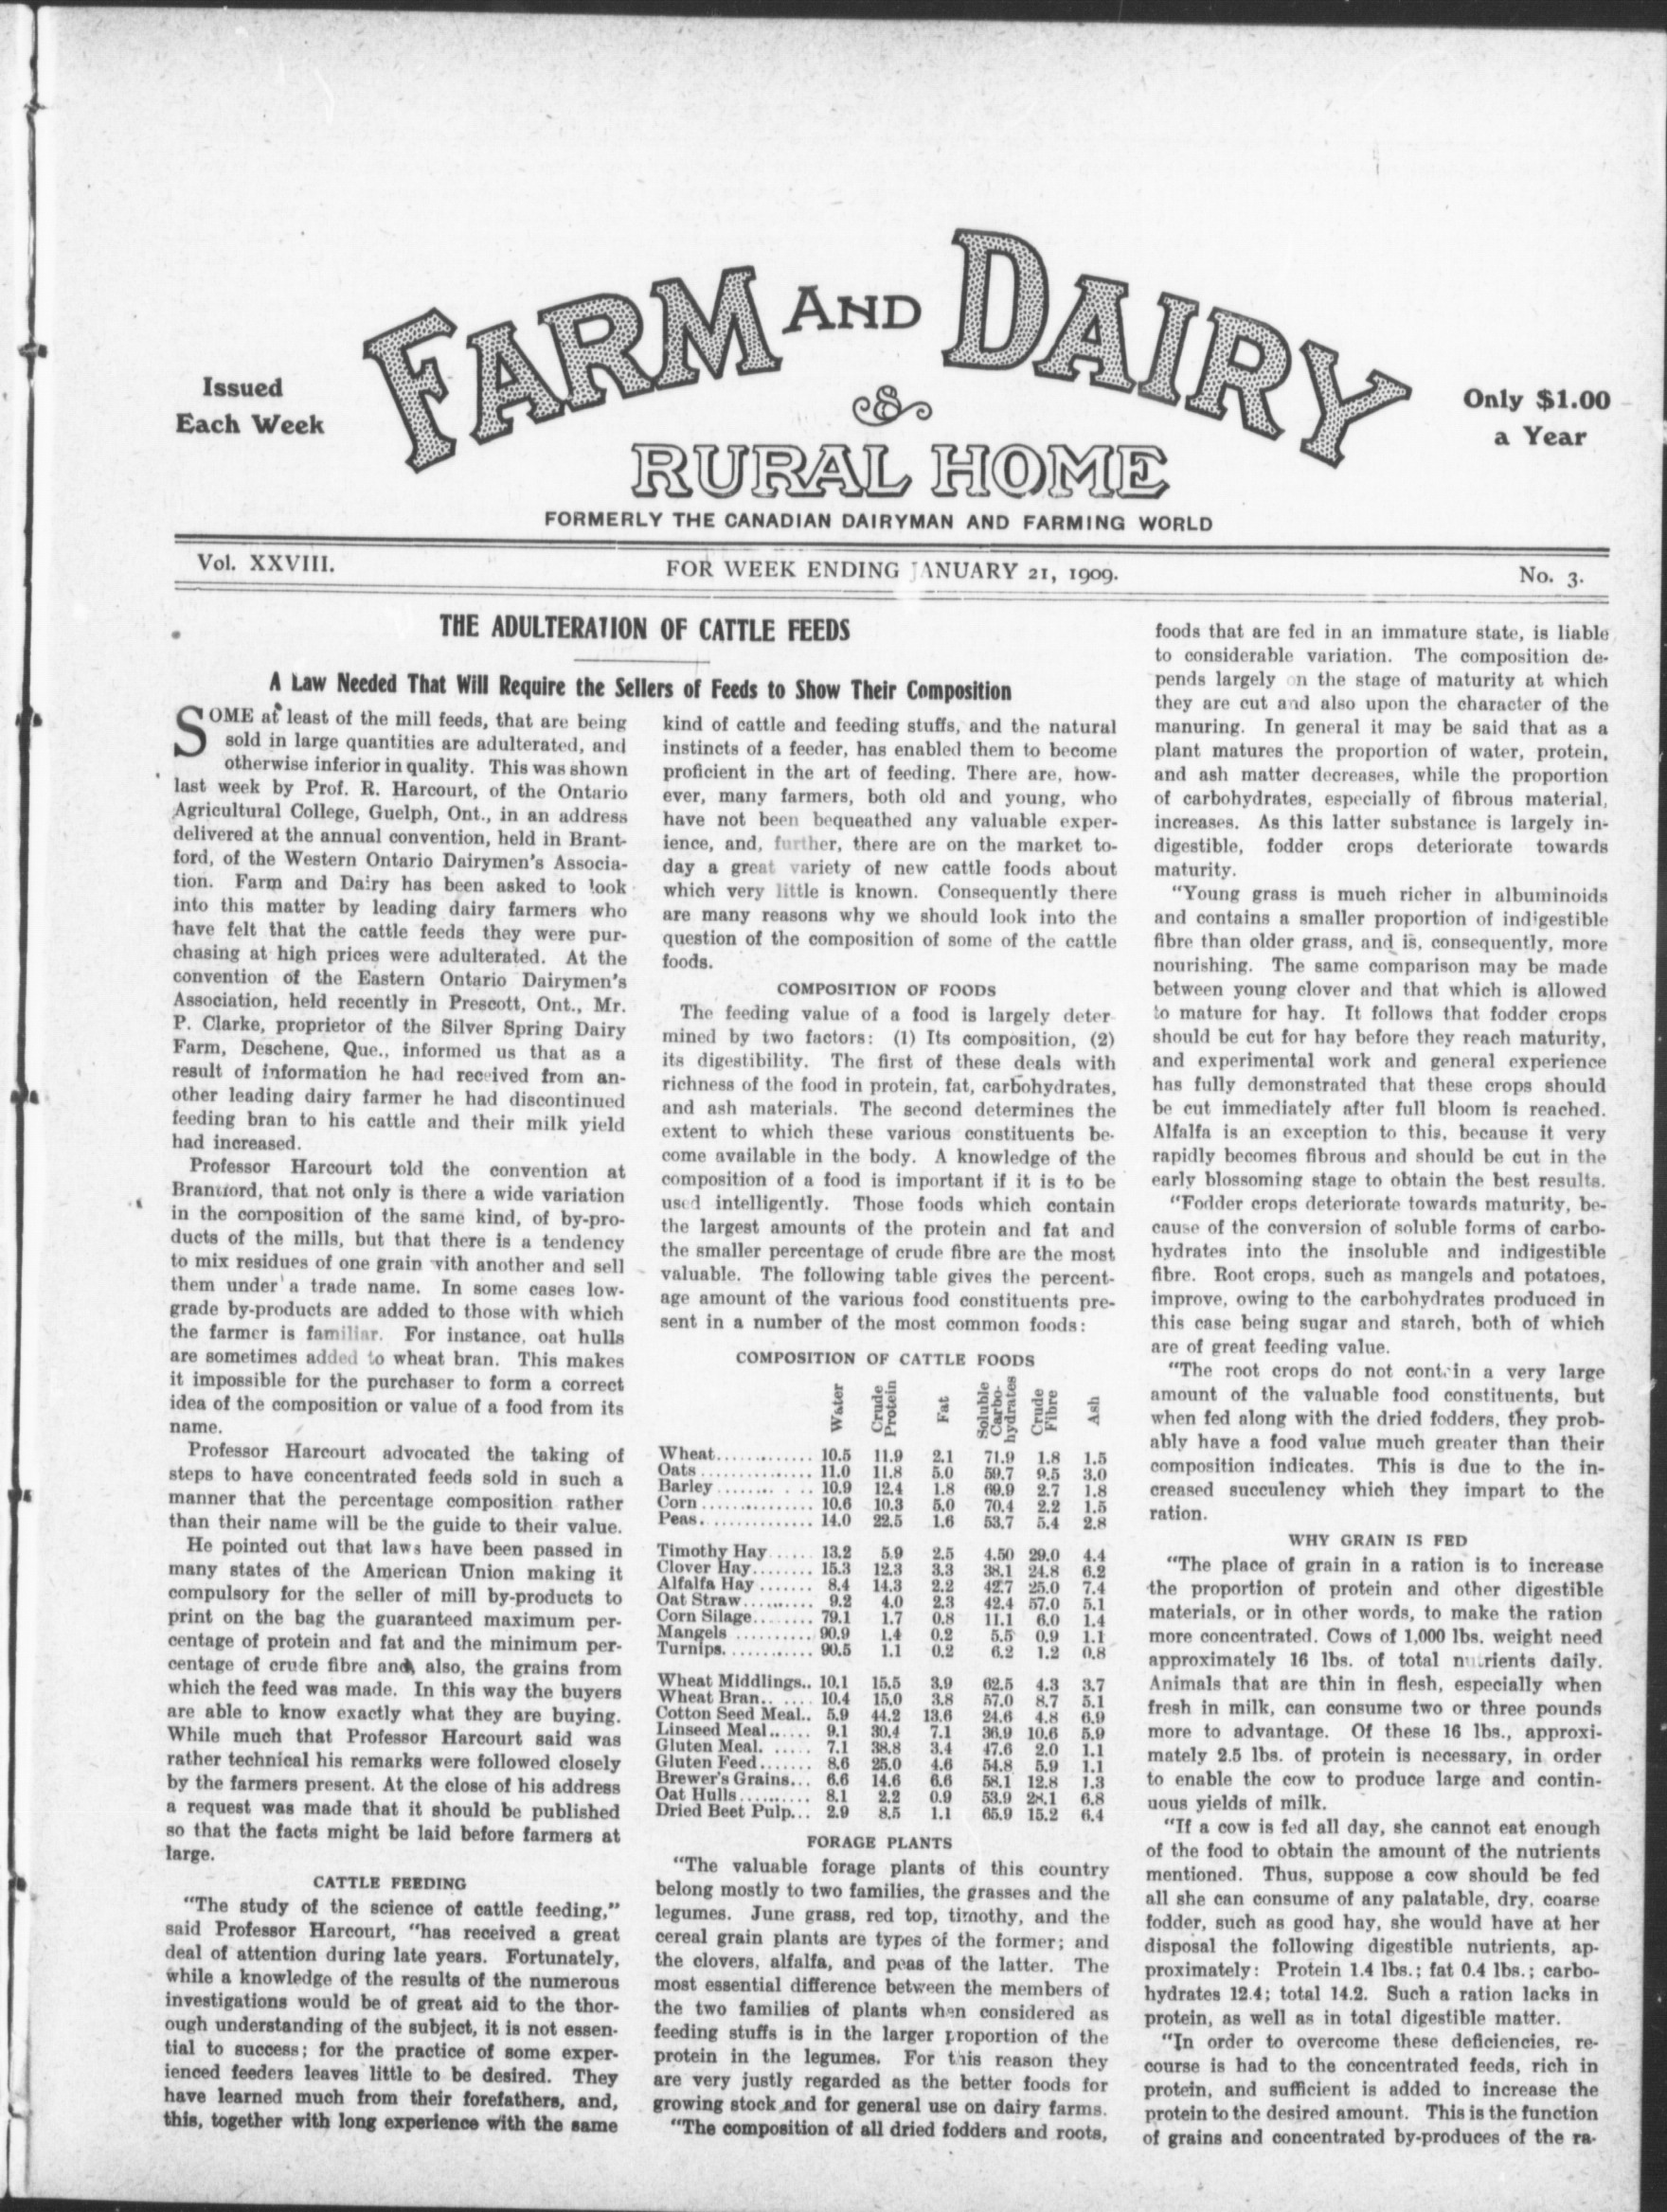 Issued
Each Week
FARM AND DAIRY
&
RURAL HOME
Only $1.00
a Year
FORMERLY THE CANADIAN DAIRYMAN AND FARMING WORLD
Vol. XXVIII.
FOR WEEK ENDING JANUARY 21, 1909.
No. 3.
THE ADULTERATION OF CATTLE FEEDS
A Law Needed That Will Require the Sellers of Feeds to Show Their Composition
SOME at least of the mill feeds, that are being
sold in large quantities are adulterated, and
otherwise inferior in quality. This was shown
last week by Prof. R. Harcourt, of the Ontario
Agricultural College, Guelph, Ont., in an address
delivered at the annual convention, held in Brant-
ford, of the Western Ontario Dairymen's Associa-
tion. Farm and Dairy has been asked to look
into this matter by leading dairy farmers who
have felt that the cattle feeds they were pur-
chasing at high prices were adulterated. At the
convention of the Eastern Ontario Dairymen's
Association, held recently in Prescott, Ont., Mr.
P. Clarke, proprietor of the Silver Spring Dairy
Farm, Deschene, Que., informed us that as a
result of information he had received from an-
other leading dairy farmer he had discontinued
feeding bran to his cattle and their milk yield
had increased.
Professor Harcourt told the convention at
Brantford, that not only is there a wide variation
in the composition of the same kind, of by-pro-
ducts of the mills, but that there is a tendency
to mix residues of one grain with another and sell
them under a trade name. In some cases low-
grade by-products are added to those with which
the farmer is familiar. For instance, oat hulls
are sometimes added to wheat bran. This makes
it impossible for the purchaser to form a correct
idea of the composition or value of a food from its
name.
Professor Harcourt advocated the taking of
steps to have concentrated feeds sold in such a
manner that the percentage composition rather
than their name will be the guide to their value.
He pointed out that laws have been passed in
many states of the American Union making it
compulsory for the seller of mill by-products to
print on the bag the guaranteed maximum per-
centage of protein and fat and the minimum per-
centage of crude fibre and, also, the grains from
which the feed was made. In this way the buyers
are able to know exactly what they are buying.
While much that Professor Harcourt said was
rather technical his remarks were followed closely
by the farmers present. At the close of his address
a request was made that it should be published
so that the facts might be laid before farmers at
large.
CATTLE FEEDING
"The study of the science of cattle feeding,"
said Professor Harcourt, "has received a great
deal of attention during late years. Fortunately,
while a knowledge of the results of the numerous
investigations would be of great aid to the thor-
ough understanding of the subject, it is not essen-
tial to success; for the practice of some exper-
ienced feeders leaves little to be desired. They
have learned much from their forefathers, and,
this, together with long experience with the same
kind of cattle and feeding stuffs, and the natural
instincts of a feeder, has enabled them to become
proficient in the art of feeding. There are, how-
ever, many farmers, both old and young, who
have not been bequeathed any valuable exper-
ience, and, further, there are on the market to-
day a great variety of new cattle foods about
which very little is known. Consequently there
are many reasons why we should look into the
question of the composition of some of the cattle
foods.
COMPOSITION OF FOODS
The feeding value of a food is largely deter
mined by two factors: (1) Its composition, (2)
its digestibility. The first of these deals with
richness of the food in protein, fat, carbohydrates,
and ash materials. The second determines the
extent to which these various constituents be-
come available in the body. A knowledge of the
composition of a food is important if it is to be
used intelligently. Those foods which contain
the largest amounts of the protein and fat and
the smaller percentage of crude fibre are the most
valuable. The following table gives the percent-
age amount of the various food constituents pre-
sent in a number of the most common foods:
COMPOSITION OF CATTLE FOODS
Water Crude Protein Fat Soluble Carbo-hydrates Crude Fibre Ash
Wheat............. 10.5 11.9 2.1 71.9 1.8 1.5
Oats............... 11.0 11.8 5.0 59.7 9.5 3.0
Barley........ . .. 10.9 12.4 1.8 69.9 2.7 1.8
Corn............... 10.6 10.3 5.0 70.4 2.2 1.5
Peas............... 14.0 22.5 1.6 53.7 5.4 2.8
Timothy Hay..... 13.2 5.9 2.5 4.50 29.0 4.4
Clover Hay........ 15.3 12.3 3.3 38.1 24.8 6.2
Alfalfa Hay....... 8.4 14.3 2.2 42.7 25.0 7.4
Oat Straw.......... 9.2 4.0 2.3 42.4 57.0 5.1
Corn Silage........ 79.1 1.7 0.8 11.1 6.0 1.4
Mangels .......... 90.9 1.4 0.2 5.5 0.9 1.1
Turnips............ 90.5 1.1 0.2 6.2 1.2 0.8
Wheat Middlings.. 10.1 15.5 3.9 62.5 4.3 3.7
Wheat Bran.. .... 10.4 15.0 3.8 57.0 8.7 5.1
Cotton Seed Meal.. 5.9 44.2 13.6 24.6 4.8 6.9
Linseed Meal...... 9.1 30.4 7.1 36.9 10.6 5.9
Gluten Meal. ..... 7.1 38.8 3.4 47.6 2.0 1.1
Gluten Feed....... 8.6 25.0 4.6 54.8 5.9 1.1
Brewer's Grains... 6.6 14.6 6.6 58.1 12.8 1.3
Oat Hulls.......... 8.1 2.2 0.9 53.9 28.1 6.8
Dried Beet Pulp... 2.9 8.5 1.1 65.9 15.2 6.4
FORAGE PLANTS
"The valuable forage plants of this country
belong mostly to two families, the grasses and the
legumes. June grass, red top, timothy, and the
cereal grain plants are types of the former; and
the clovers, alfalfa, and peas of the latter. The
most essential difference between the members of
the two families of plants when considered as
feeding stuffs is in the larger proportion of the
protein in the legumes. For this reason they
are very justly regarded as the better foods for
growing stock and for general use on dairy farms.
"The composition of all dried fodders and roots,
foods that are fed in an immature state, is liable
to considerable variation. The composition de-
pends largely on the stage of maturity at which
they are cut and also upon the character of the
manuring. In general it may be said that as a
plant matures the proportion of water, protein,
and ash matter decreases, while the proportion
of carbohydrates, especially of fibrous material,
increases. As this latter substance is largely in-
digestible, fodder crops deteriorate towards
maturity.
"Young grass is much richer in albuminoids
and contains a smaller proportion of indigestible
fibre than older grass, and is, consequently, more
nourishing. The same comparison may be made
between young clover and that which is allowed
to mature for hay. It follows that fodder crops
should be cut for hay before they reach maturity,
and experimental work and general experience
has fully demonstrated that these crops should
be cut immediately after full bloom is reached.
Alfalfa is an exception to this, because it very
rapidly becomes fibrous and should be cut in the
early blossoming stage to obtain the best results.
"Fodder crops deteriorate towards maturity, be-
cause of the conversion of soluble forms of carbo-
hydrates into the insoluble and indigestible
fibre. Root crops, such as mangels and potatoes,
improve, owing to the carbohydrates produced in
this case being sugar and starch, both of which
are of great feeding value.
"The root crops do not contain a very large
amount of the valuable food constituents, but
when fed along with the dried fodders, they prob-
ably have a food value much greater than their
composition indicates. This is due to the in-
creased succulency which they impart to the
ration.
WHY GRAIN IS FED
"The place of grain in a ration is to increase
the proportion of protein and other digestible
materials, or in other words, to make the ration
more concentrated. Cows of 1,000 lbs. weight need
approximately 16 lbs. of total nutrients daily.
Animals that are thin in flesh, especially when
fresh in milk, can consume two or three pounds
more to advantage. Of these 16 lbs., approxi-
mately 2.5 lbs. of protein is necessary, in order
to enable the cow to produce large and contin-
uous yields of milk.
"If a cow is fed all day, she cannot eat enough
of the food to obtain the amount of the nutrients
mentioned. Thus, suppose a cow should be fed
all she can consume of any palatable, dry, coarse
fodder, such as good hay, she would have at her
disposal the following digestible nutrients, ap-
proximately: Protein 1.4 lbs.; fat 0.4 lbs.; carbo-
hydrates 12.4; total 14.2. Such a ration lacks in
protein, as well as in total digestible matter.
"In order to overcome these deficiencies, re-
course is had to the concentrated feeds, rich in
protein, and sufficient is added to increase the
protein to the desired amount. This is the function
of grains and concentrated by-produces of the ra-